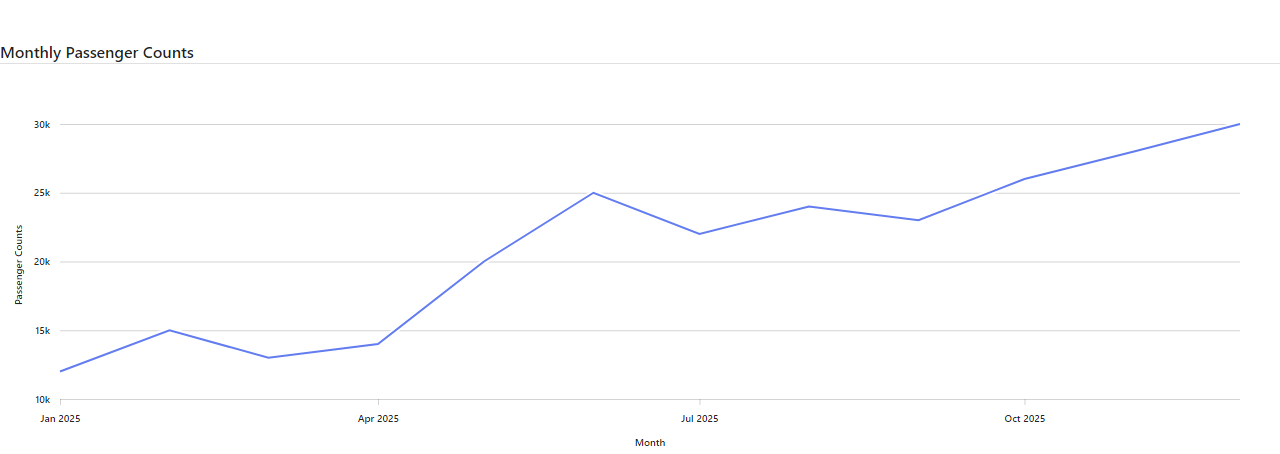 Monthly Passenger Counts
30k
25k
20k
15k
10k
Passenger Counts
Jan 2025 Apr 2025 Jul 2025 Oct 2025
Month